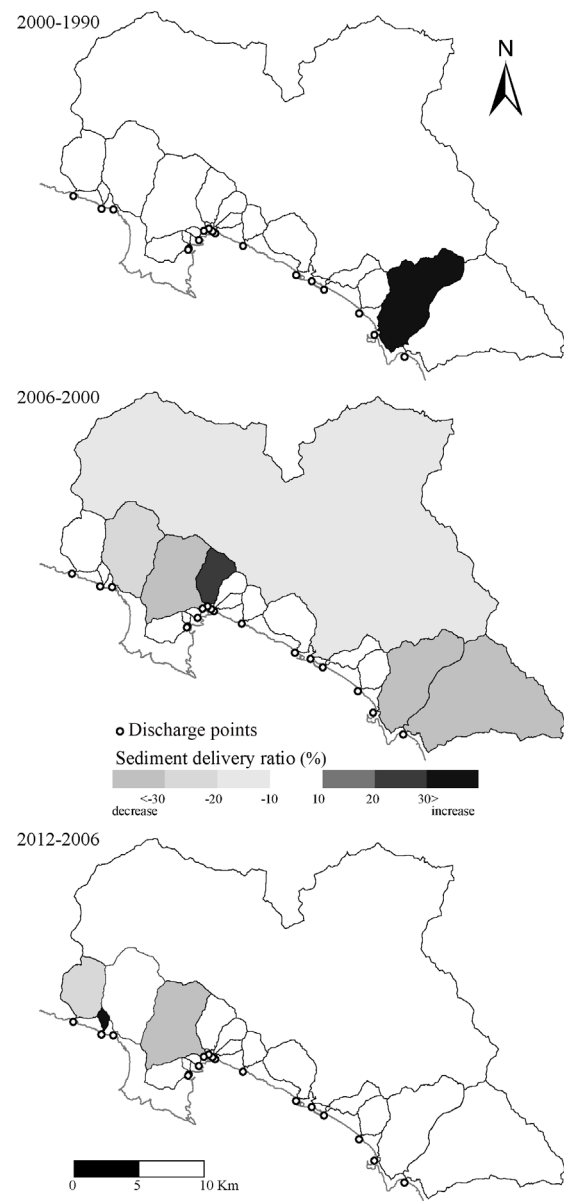 2000-1990
N
2006-2000
Discharge points
Sediment delivery ratio (%)
<-30 -20 -10 10 20 30>
decrease increase
2012-2006
0 5 10 Km